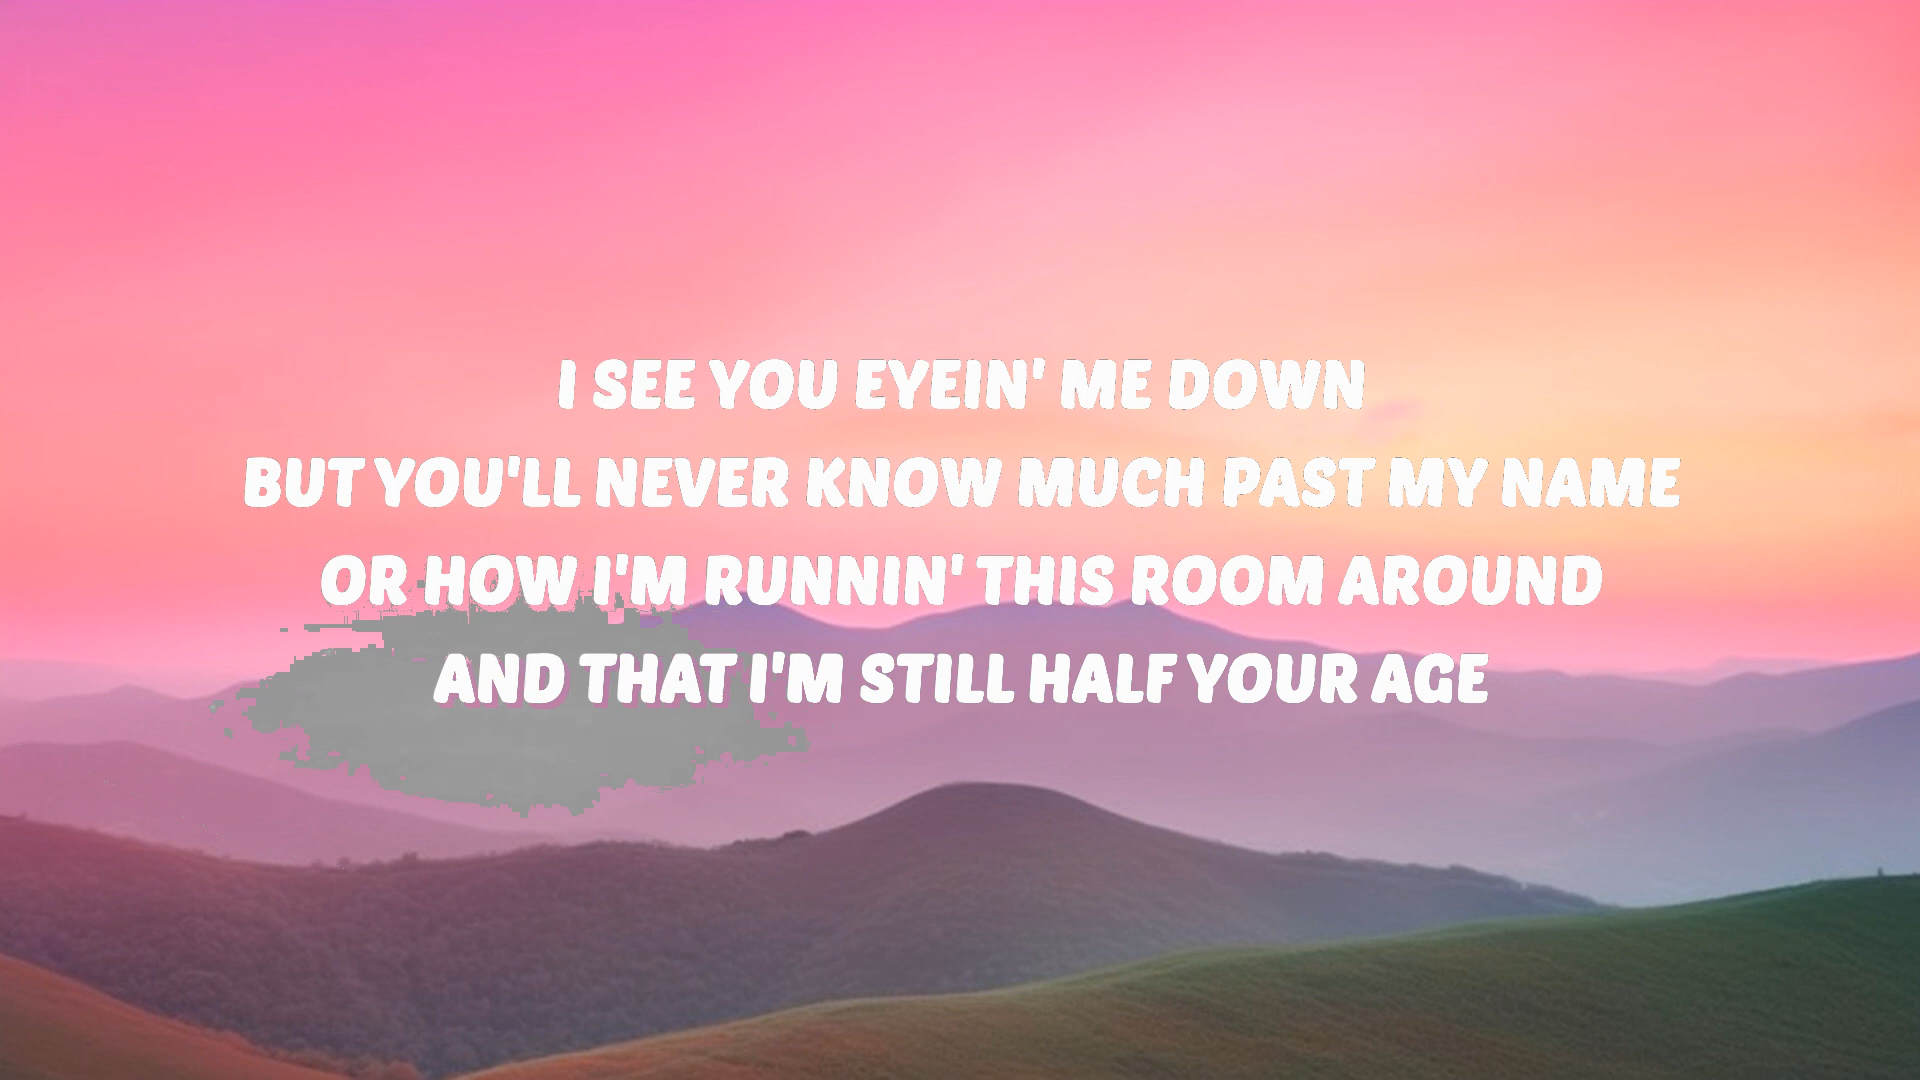 I SEE YOU EYEIN' ME DOWN
BUT YOU'LL NEVER KNOW MUCH PAST MY NAME
OR HOW I'M RUNNIN' THIS ROOM AROUND
AND THAT I'M STILL HALF YOUR AGE